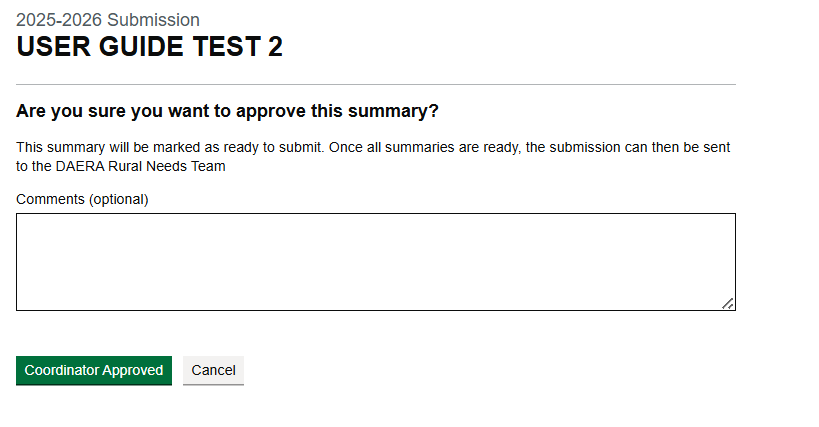 2025-2026 Submission
USER GUIDE TEST 2
Are you sure you want to approve this summary?
This summary will be marked as ready to submit. Once all summaries are ready, the submission can then be sent
to the DAERA Rural Needs Team
Comments (optional)
Coordinator Approved
Cancel